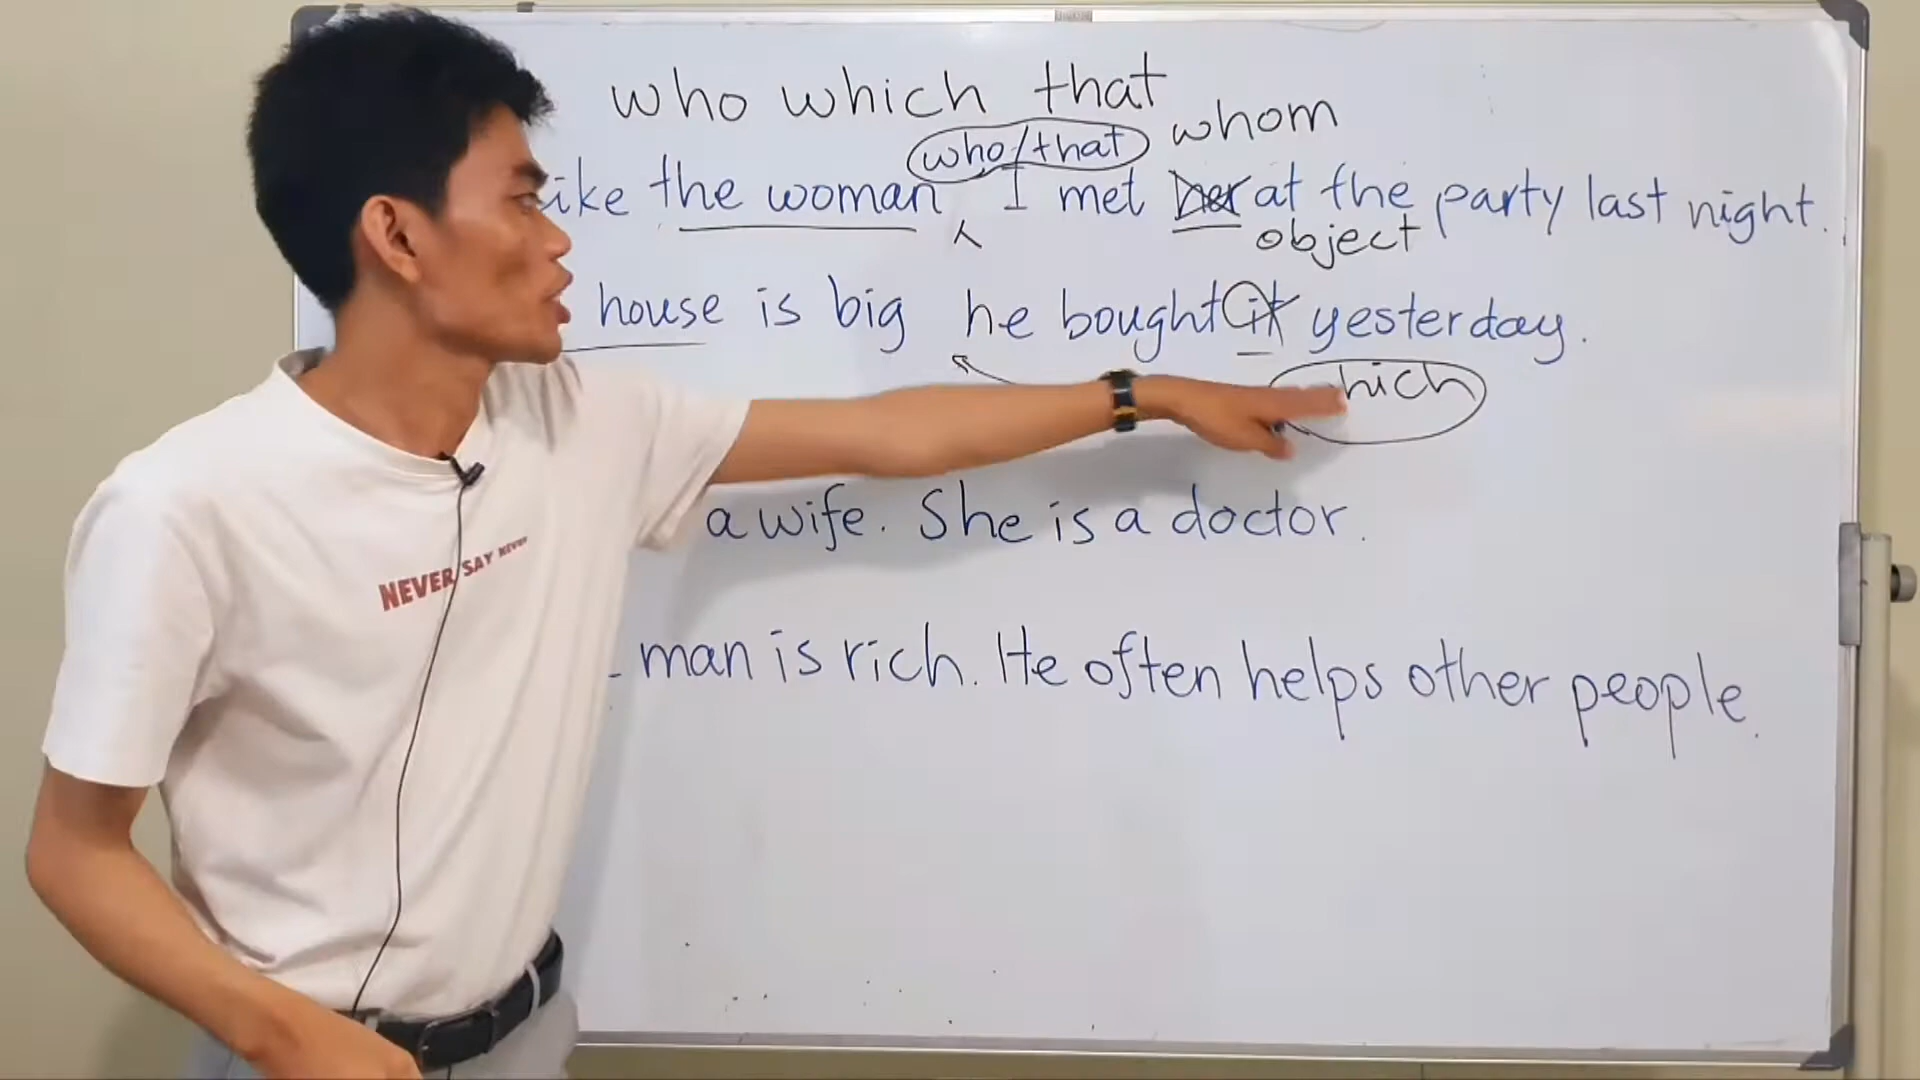 who which that
who/that whom
ike the woman I met her at the party last night.
object
house is big he bought it yesterday.
hich
a wife. She is a doctor.
man is rich. He often helps other people.
NEVER SAY NEVER